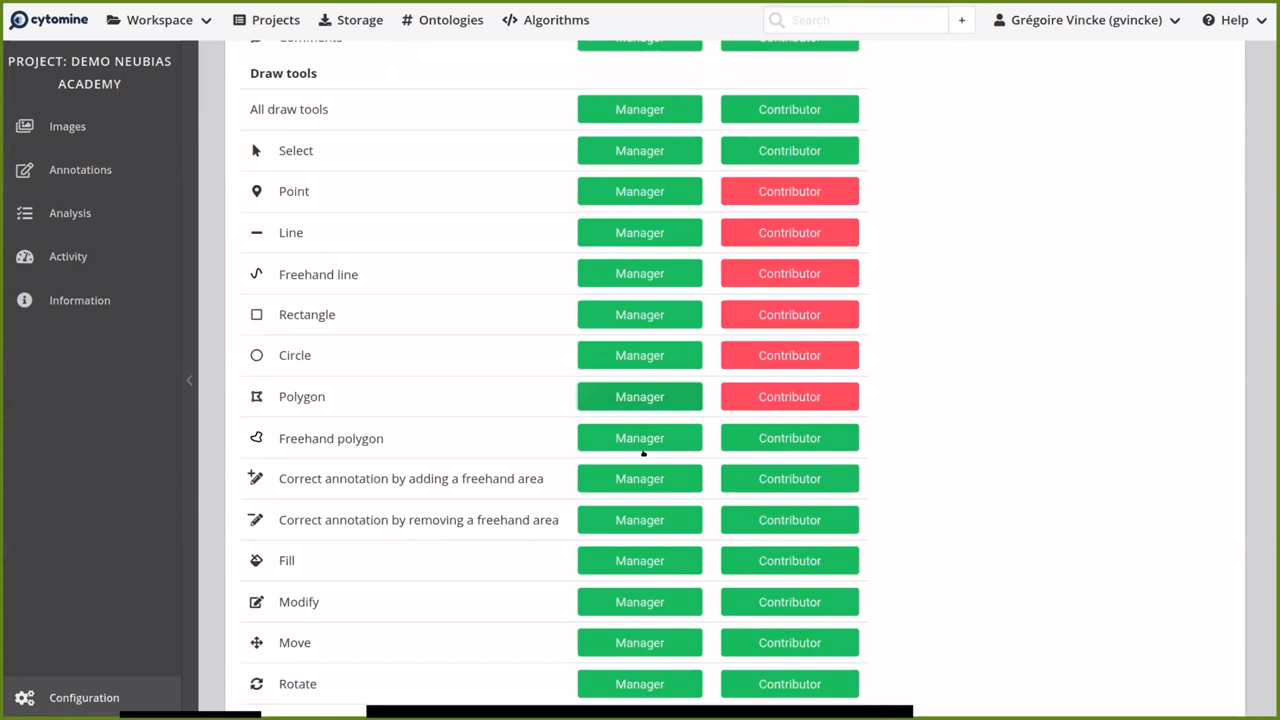 cytomine Workspace Projects Storage Ontologies Algorithms Search + Grégoire Vincke (gvincke) Help
PROJECT: DEMO NEUBIAS
ACADEMY
Images
Annotations
Analysis
Activity
Information
Configuration
Comments Manager Contributor
Draw tools
All draw tools Manager Contributor
Select Manager Contributor
Point Manager Contributor
Line Manager Contributor
Freehand line Manager Contributor
Rectangle Manager Contributor
Circle Manager Contributor
Polygon Manager Contributor
Freehand polygon Manager Contributor
Correct annotation by adding a freehand area Manager Contributor
Correct annotation by removing a freehand area Manager Contributor
Fill Manager Contributor
Modify Manager Contributor
Move Manager Contributor
Rotate Manager Contributor